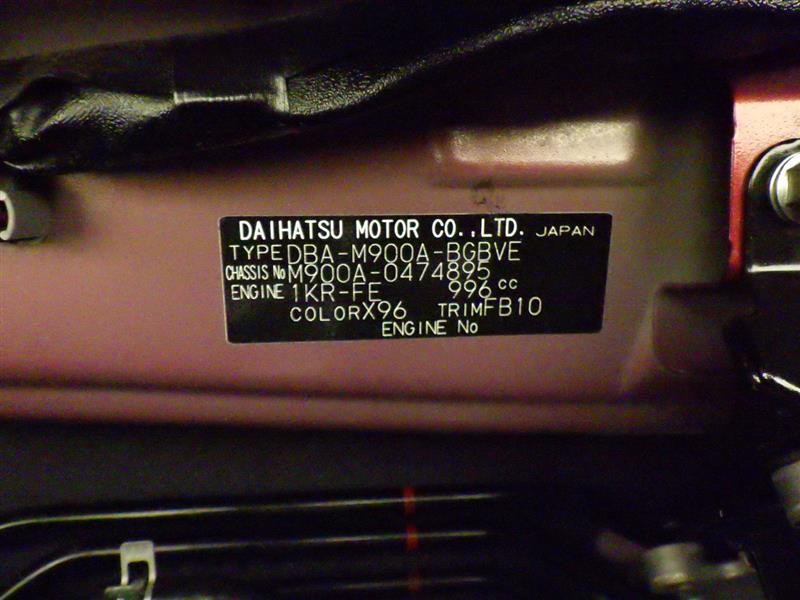 DAIHATSU MOTOR CO.,LTD. JAPAN
TYPE DBA-M900A-BGBVE
CHASSIS No M900A-0474895
ENGINE 1KR-FE 996 cc
COLOR X96 TRIM FB10
ENGINE No